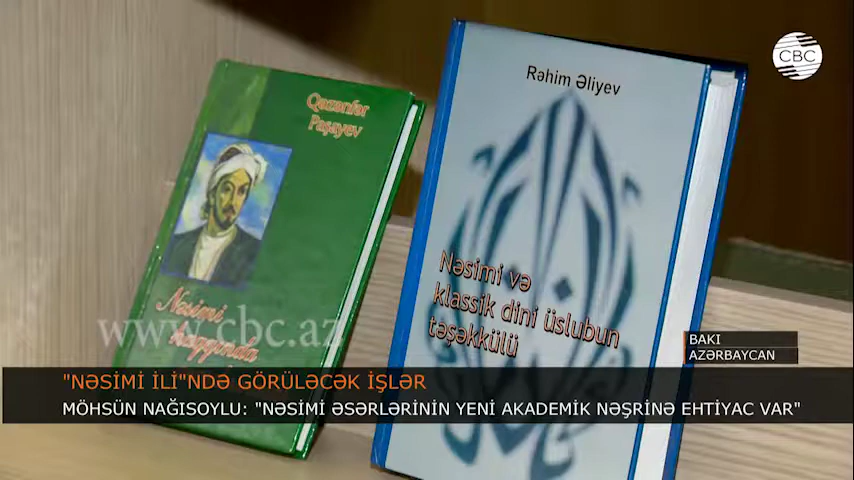 CBC
Qəzənfər
Paşayev
Nəsimi
haqqında
Rəhim Əliyev
Nəsimi və
klassik dini üslubun
təşəkkülü
www.cbc.az
BAKI
AZƏRBAYCAN
"NƏSİMİ İLİ"NDƏ GÖRÜLƏCƏK İŞLƏR
MÖHSÜN NAĞISOYLU: "NƏSİMİ ƏSƏRLƏRİNİN YENİ AKADEMİK NƏŞRİNƏ EHTİYAC VAR"